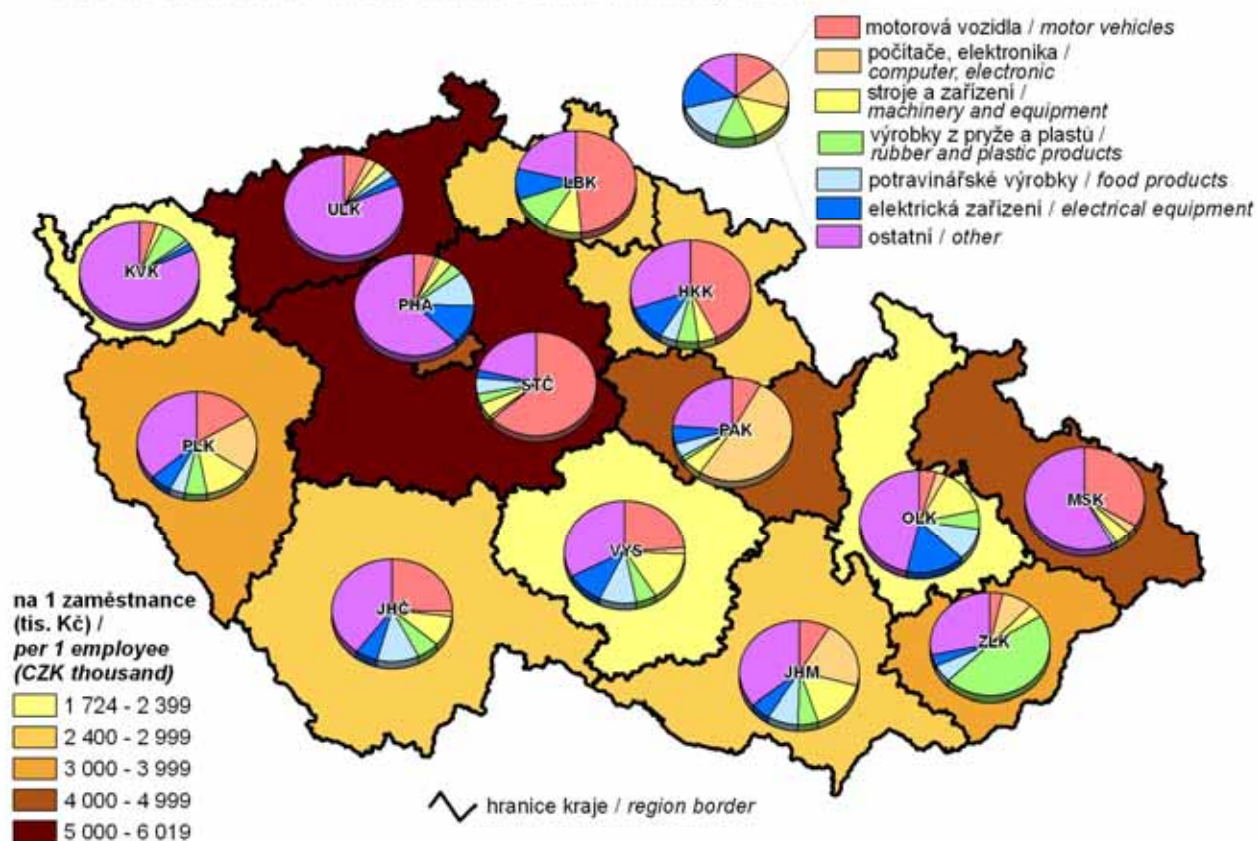 motorová vozidla / motor vehicles
počítače, elektronika /
computer, electronic
stroje a zařízení /
machinery and equipment
výrobky z pryže a plastů /
rubber and plastic products
potravinářské výrobky / food products
elektrická zařízení / electrical equipment
ostatní / other
ULK
LBK
KVK
PHA
HKK
STČ
PLK
PAK
MSK
OLK
VYS
JHČ
ZLK
JHM
na 1 zaměstnance
(tis. Kč) /
per 1 employee
(CZK thousand)
1 724 - 2 399
2 400 - 2 999
3 000 - 3 999
4 000 - 4 999
5 000 - 6 019
hranice kraje / region border